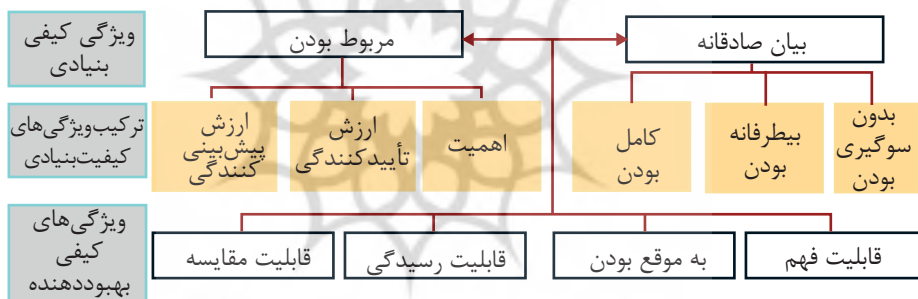 ویژگی کیفی
بنیادی
بیان صادقانه
مربوط بودن
ترکیب‌ویژگی‌های
کیفیت‌بنیادی
بدون
سوگیری
بودن
بیطرفانه
بودن
کامل
بودن
اهمیت
ارزش
تأییدکنندگی
ارزش
پیش‌بینی
کنندگی
ویژگی‌های
کیفی
بهبوددهنده
قابلیت فهم
به موقع بودن
قابلیت رسیدگی
قابلیت مقایسه